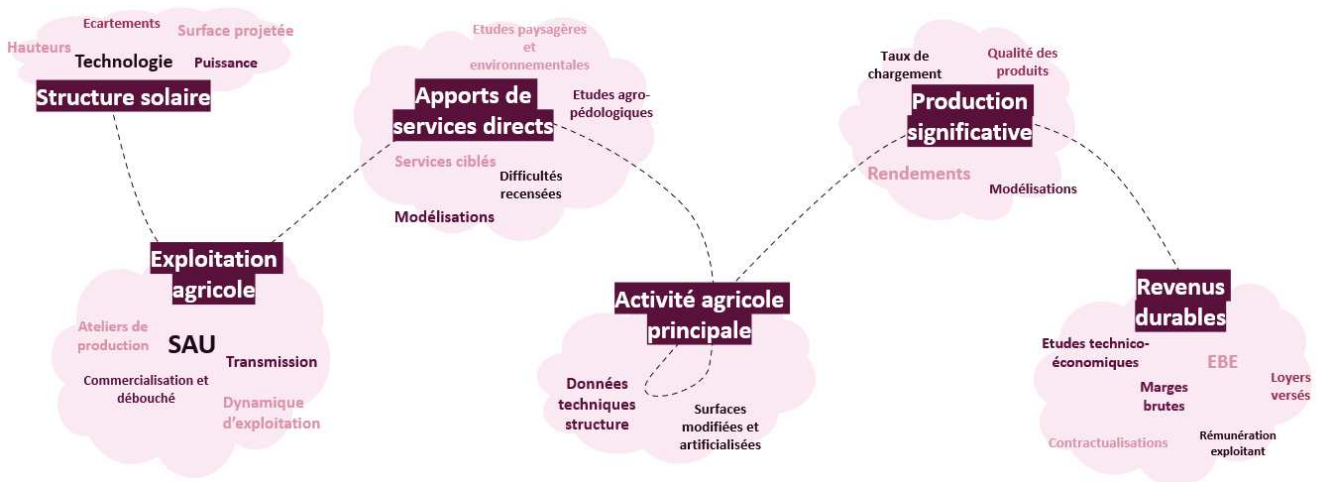 Ecartements
Surface projetée
Hauteurs
Technologie
Puissance
Structure solaire
Exploitation
agricole
Ateliers de
production
SAU
Transmission
Commercialisation et
débouché
Dynamique
d'exploitation
Etudes paysagères
et
environnementales
Apports de
services directs
Etudes agro-
pédologiques
Services ciblés
Difficultés
recensées
Modélisations
Activité agricole
principale
Données
techniques
structure
Surfaces
modifiées et
artificialisées
Taux de
chargement
Qualité des
produits
Production
significative
Rendements
Modélisations
Revenus
durables
Etudes technico-
économiques
EBE
Marges
brutes
Loyers
versés
Contractualisations
Rémunération
exploitant